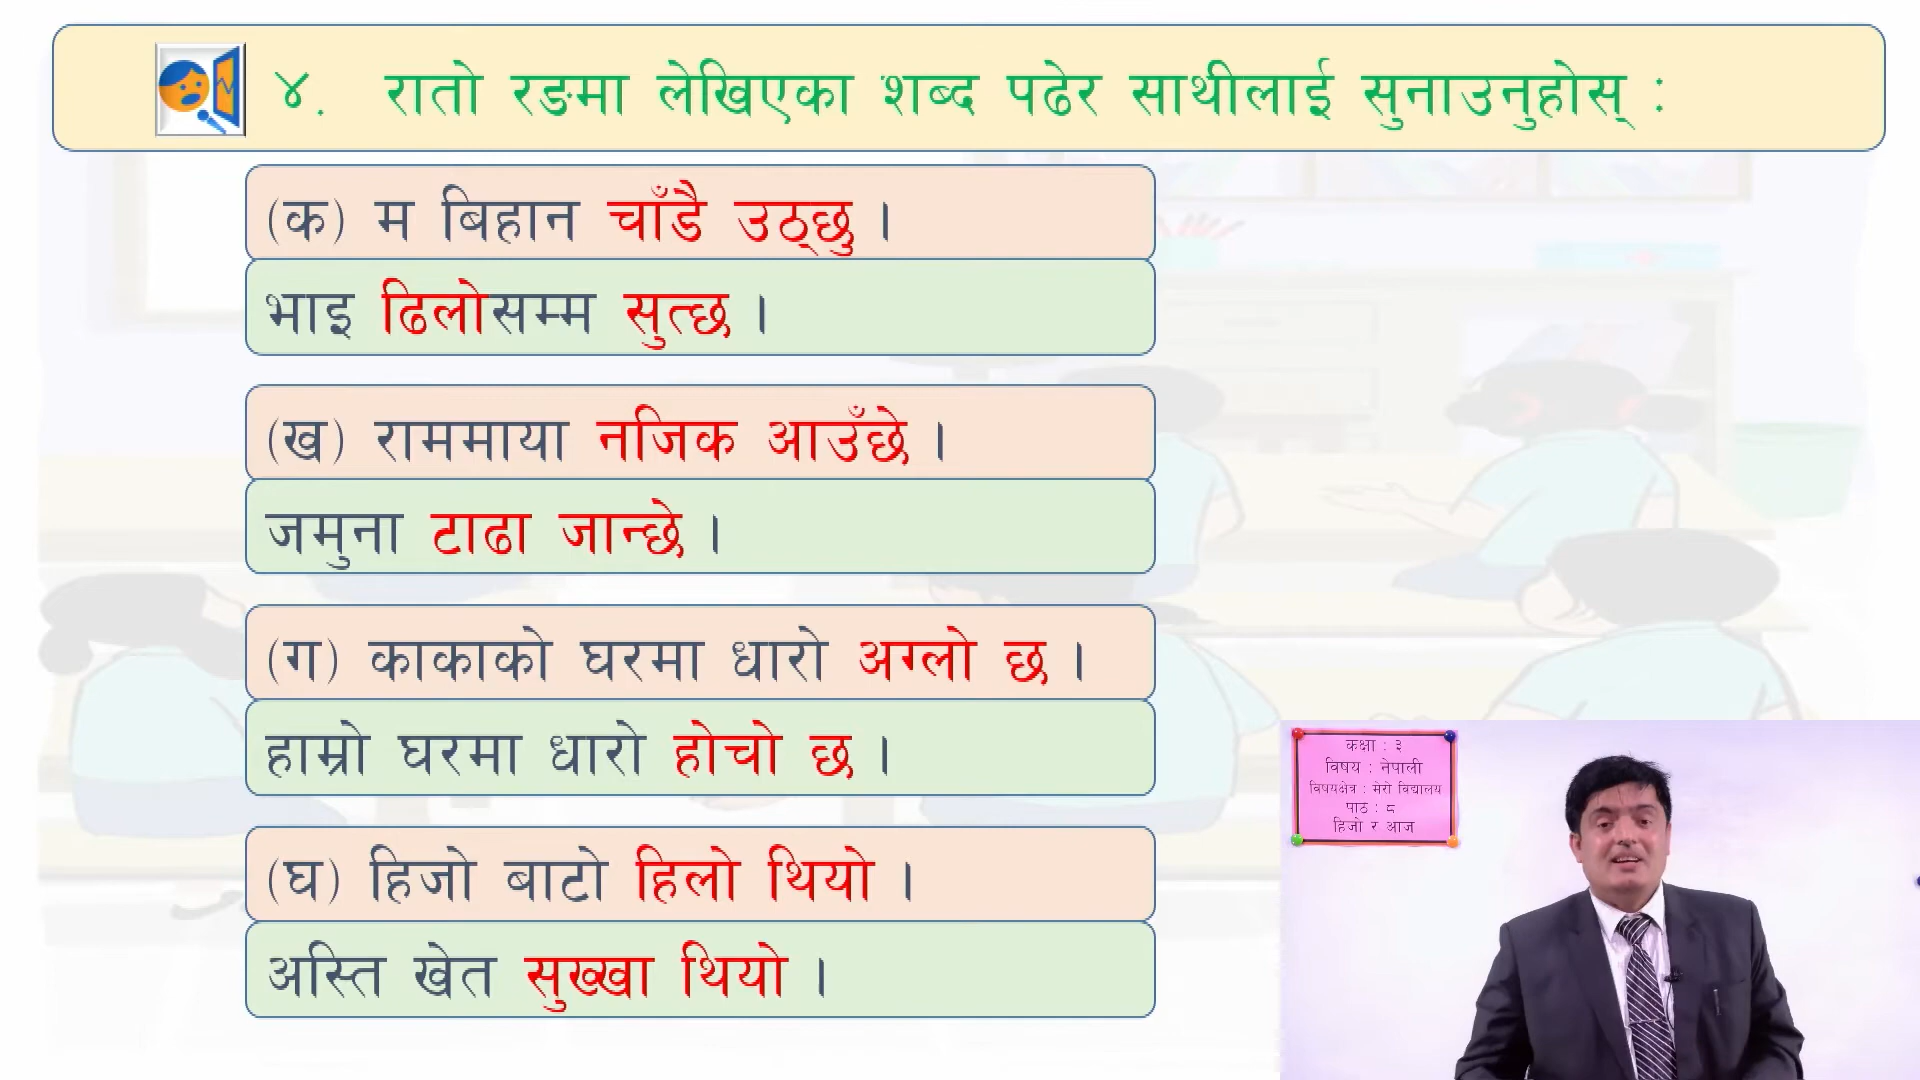 ४. रातो रङमा लेखिएका शब्द पढेर साथीलाई सुनाउनुहोस् :
(क) म बिहान चाँडै उठ्छु ।
भाइ ढिलोसम्म सुत्छ ।
(ख) राममाया नजिक आउँछे ।
जमुना टाढा जान्छे ।
(ग) काकाको घरमा धारो अग्लो छ ।
हाम्रो घरमा धारो होचो छ ।
(घ) हिजो बाटो हिलो थियो ।
अस्ति खेत सुख्खा थियो ।
कक्षा : ३
विषय : नेपाली
विषयक्षेत्र : मेरो विद्यालय
पाठ : ८
हिजो र आज